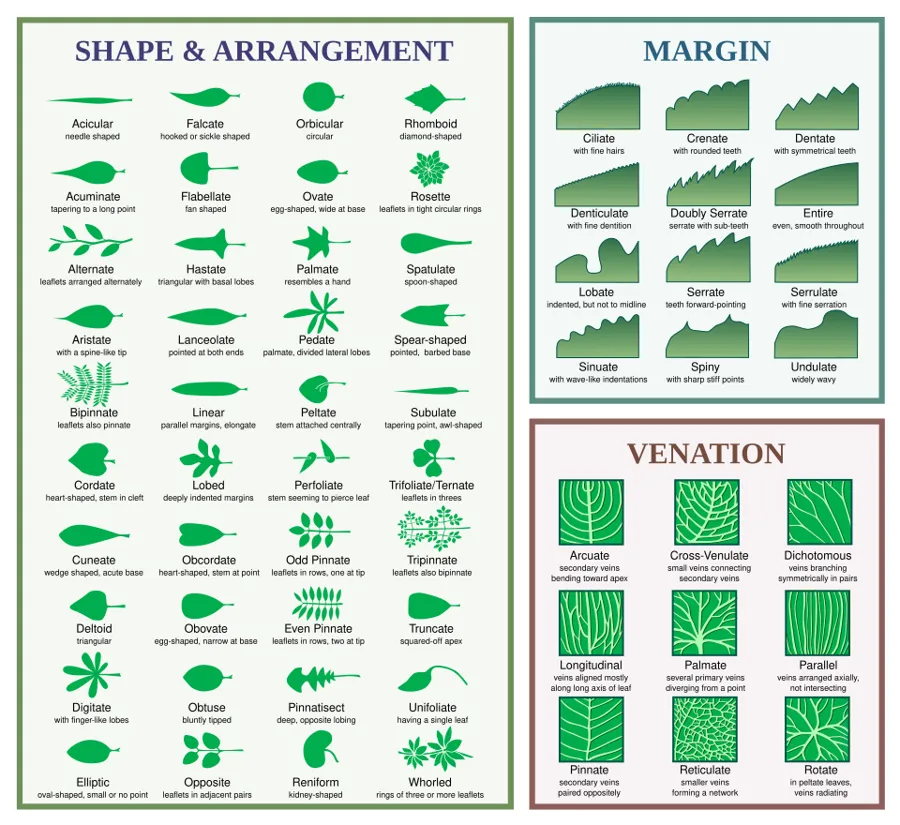 SHAPE & ARRANGEMENT
Acicular
needle shaped
Falcate
hooked or sickle shaped
Orbicular
circular
Rhomboid
diamond-shaped
Acuminate
tapering to a long point
Flabellate
fan shaped
Ovate
egg-shaped, wide at base
Rosette
leaflets in tight circular rings
Alternate
leaflets arranged alternately
Hastate
triangular with basal lobes
Palmate
resembles a hand
Spatulate
spoon-shaped
Aristate
with a spine-like tip
Lanceolate
pointed at both ends
Pedate
palmate, divided lateral lobes
Spear-shaped
pointed, barbed base
Bipinnate
leaflets also pinnate
Linear
parallel margins, elongate
Peltate
stem attached centrally
Subulate
tapering point, awl-shaped
Cordate
heart-shaped, stem in cleft
Lobed
deeply indented margins
Perfoliate
stem seeming to pierce leaf
Trifoliate/Ternate
leaflets in threes
Cuneate
wedge shaped, acute base
Obcordate
heart-shaped, stem at point
Odd Pinnate
leaflets in rows, one at tip
Tripinnate
leaflets also bipinnate
Deltoid
triangular
Obovate
egg-shaped, narrow at base
Even Pinnate
leaflets in rows, two at tip
Truncate
squared-off apex
Digitate
with finger-like lobes
Obtuse
bluntly tipped
Pinnatisect
deep, opposite lobing
Unifoliate
having a single leaf
Elliptic
oval-shaped, small or no point
Opposite
leaflets in adjacent pairs
Reniform
kidney-shaped
Whorled
rings of three or more leaflets
MARGIN
Ciliate
with fine hairs
Crenate
with rounded teeth
Dentate
with symmetrical teeth
Denticulate
with fine dentition
Doubly Serrate
serrate with sub-teeth
Entire
even, smooth throughout
Lobate
indented, but not to midline
Serrate
teeth forward-pointing
Serrulate
with fine serration
Sinuate
with wave-like indentations
Spiny
with sharp stiff points
Undulate
widely wavy
VENATION
Arcuate
secondary veins
bending toward apex
Cross-Venulate
small veins connecting
secondary veins
Dichotomous
veins branching
symmetrically in pairs
Longitudinal
veins aligned mostly
along long axis of leaf
Palmate
several primary veins
diverging from a point
Parallel
veins arranged axially,
not intersecting
Pinnate
secondary veins
paired oppositely
Reticulate
smaller veins
forming a network
Rotate
in peltate leaves,
veins radiating